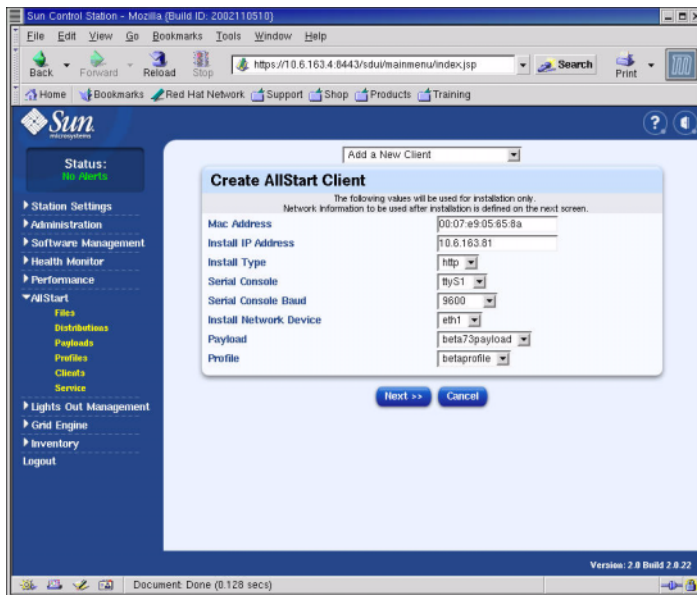 Sun Control Station - Mozilla {Build ID: 2002110510}
File Edit View Go Bookmarks Tools Window Help
Back Forward Reload Stop https://10.6.163.4:8443/sdui/mainmenu/index.jsp Search Print
Home Bookmarks Red Hat Network Support Shop Products Training
Sun
microsystems
Status:
No Alerts
Station Settings
Administration
Software Management
Health Monitor
Performance
AllStart
Files
Distributions
Payloads
Profiles
Clients
Service
Lights Out Management
Grid Engine
Inventory
Logout
Add a New Client
Create AllStart Client
The following values will be used for installation only.
Network Information to be used after installation is defined on the next screen.
Mac Address 00:07:e9:05:65:8a
Install IP Address 10.6.163.81
Install Type http
Serial Console ttyS1
Serial Console Baud 9600
Install Network Device eth1
Payload beta73payload
Profile betaprofile
Next >> Cancel
Version: 2.0 Build 2.0.22
Document: Done (0.128 secs)